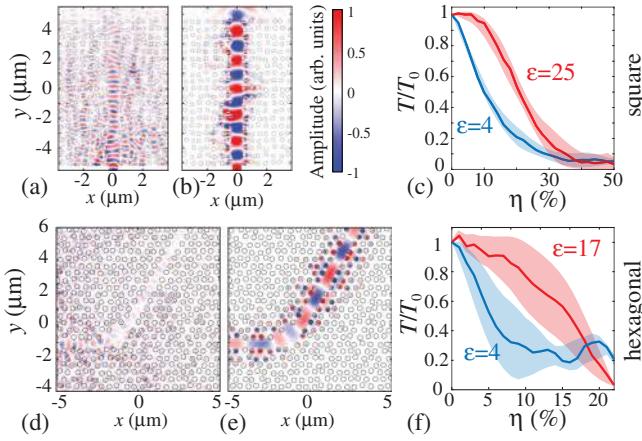 4
2
0
-2
-4
y (μm)
-2 0 2
x (μm)
(a)
-2 0 2
x (μm)
(b)
Amplitude (arb. units)
1
0.5
0
-0.5
-1
T/T0
1
0.8
0.6
0.4
0.2
0
ε=25
ε=4
0 10 30 50
η (%)
(c)
square
6
4
2
0
-2
-4
y (μm)
-5 5
x (μm)
(d)
-5 5
x (μm)
(e)
T/T0
1
0.8
0.6
0.4
0.2
0
ε=17
ε=4
0 5 10 15 20
η (%)
(f)
hexagonal